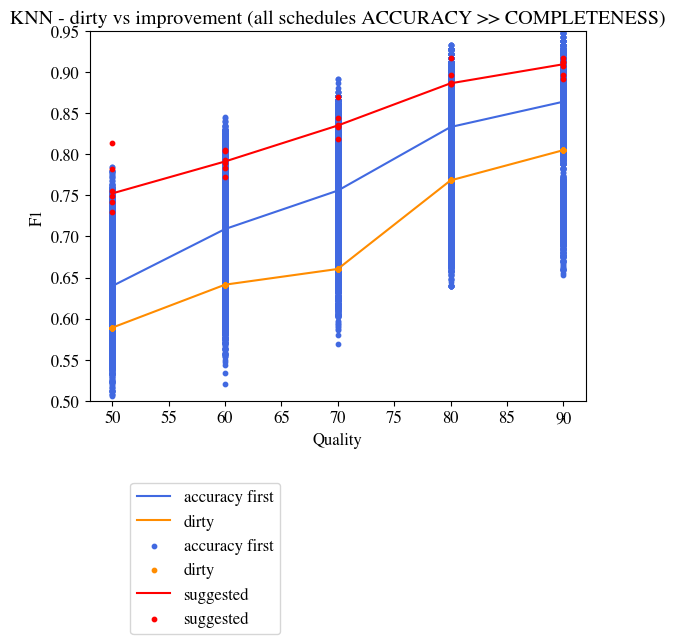 KNN - dirty vs improvement (all schedules ACCURACY >> COMPLETENESS)
0.95
0.90
0.85
0.80
0.75
0.70
0.65
0.60
0.55
0.50
F1
50 55 60 65 70 75 80 85 90
Quality
accuracy first
dirty
accuracy first
dirty
suggested
suggested